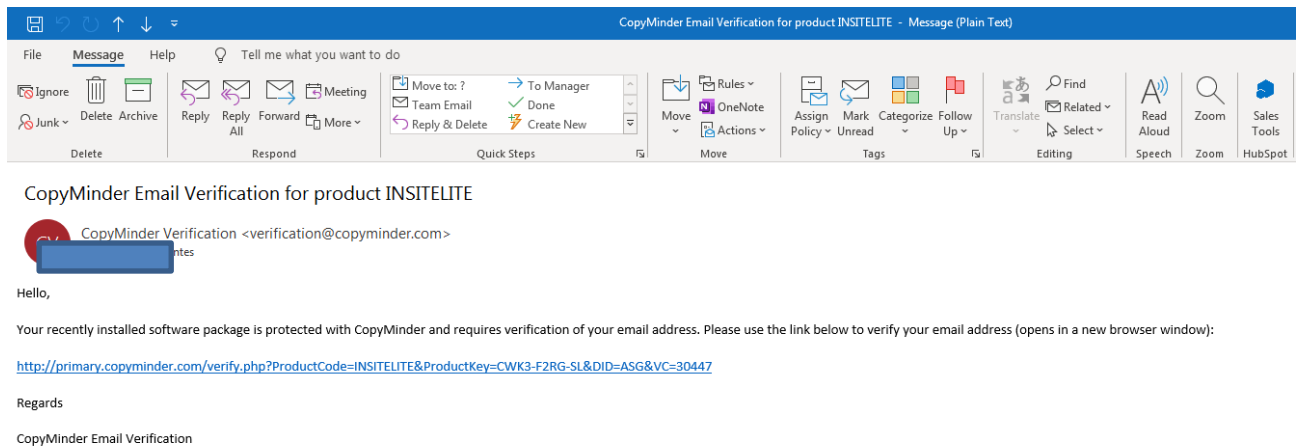 CopyMinder Email Verification for product INSITELITE - Message (Plain Text)
File Message Help Tell me what you want to do
Ignore
Junk
Delete
Archive
Reply
Reply All
Forward
Meeting
More
Move to: ?
Team Email
Reply & Delete
To Manager
Done
Create New
Move
Rules
OneNote
Actions
Assign Policy
Mark Unread
Categorize
Follow Up
Translate
Find
Related
Select
Read Aloud
Zoom
Sales Tools
Delete Respond Quick Steps Move Tags Editing Speech Zoom HubSpot
CopyMinder Email Verification for product INSITELITE
CopyMinder Verification <verification@copyminder.com>
Hello,
Your recently installed software package is protected with CopyMinder and requires verification of your email address. Please use the link below to verify your email address (opens in a new browser window):
http://primary.copyminder.com/verify.php?ProductCode=INSITELITE&ProductKey=CWK3-F2RG-SL&DID=ASG&VC=30447
Regards
CopyMinder Email Verification